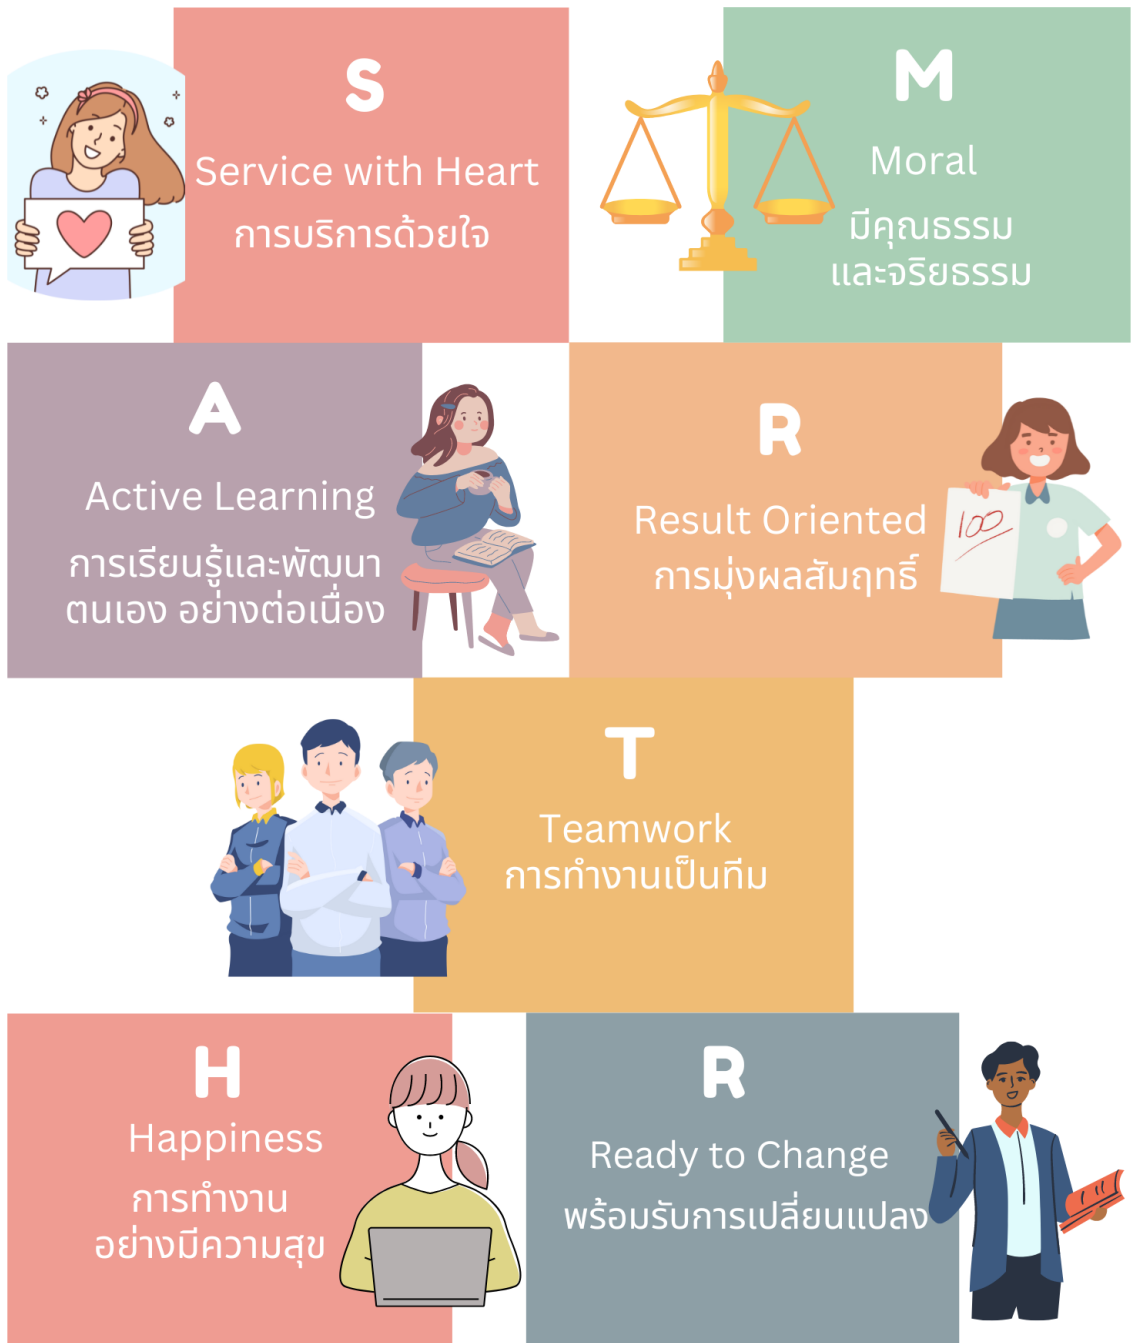 S
Service with Heart
การบริการด้วยใจ
M
Moral
มีคุณธรรม
และจริยธรรม
A
Active Learning
การเรียนรู้และพัฒนา
ตนเอง อย่างต่อเนื่อง
R
Result Oriented
การมุ่งผลสัมฤทธิ์
100
T
Teamwork
การทำงานเป็นทีม
H
Happiness
การทำงาน
อย่างมีความสุข
R
Ready to Change
พร้อมรับการเปลี่ยนแปลง